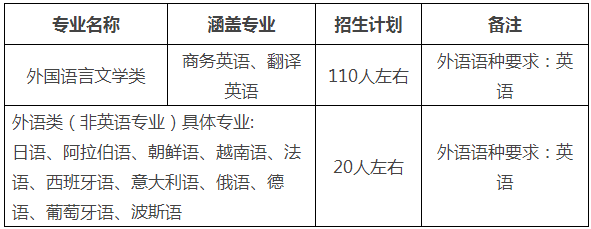 专业名称 涵盖专业 招生计划 备注
外国语言文学类
商务英语、翻译
英语
110人左右
外语语种要求：英
语
外语类（非英语专业）具体专业:
日语、阿拉伯语、朝鲜语、越南语、法
语、西班牙语、意大利语、俄语、德
语、葡萄牙语、波斯语
20人左右
外语语种要求：英
语